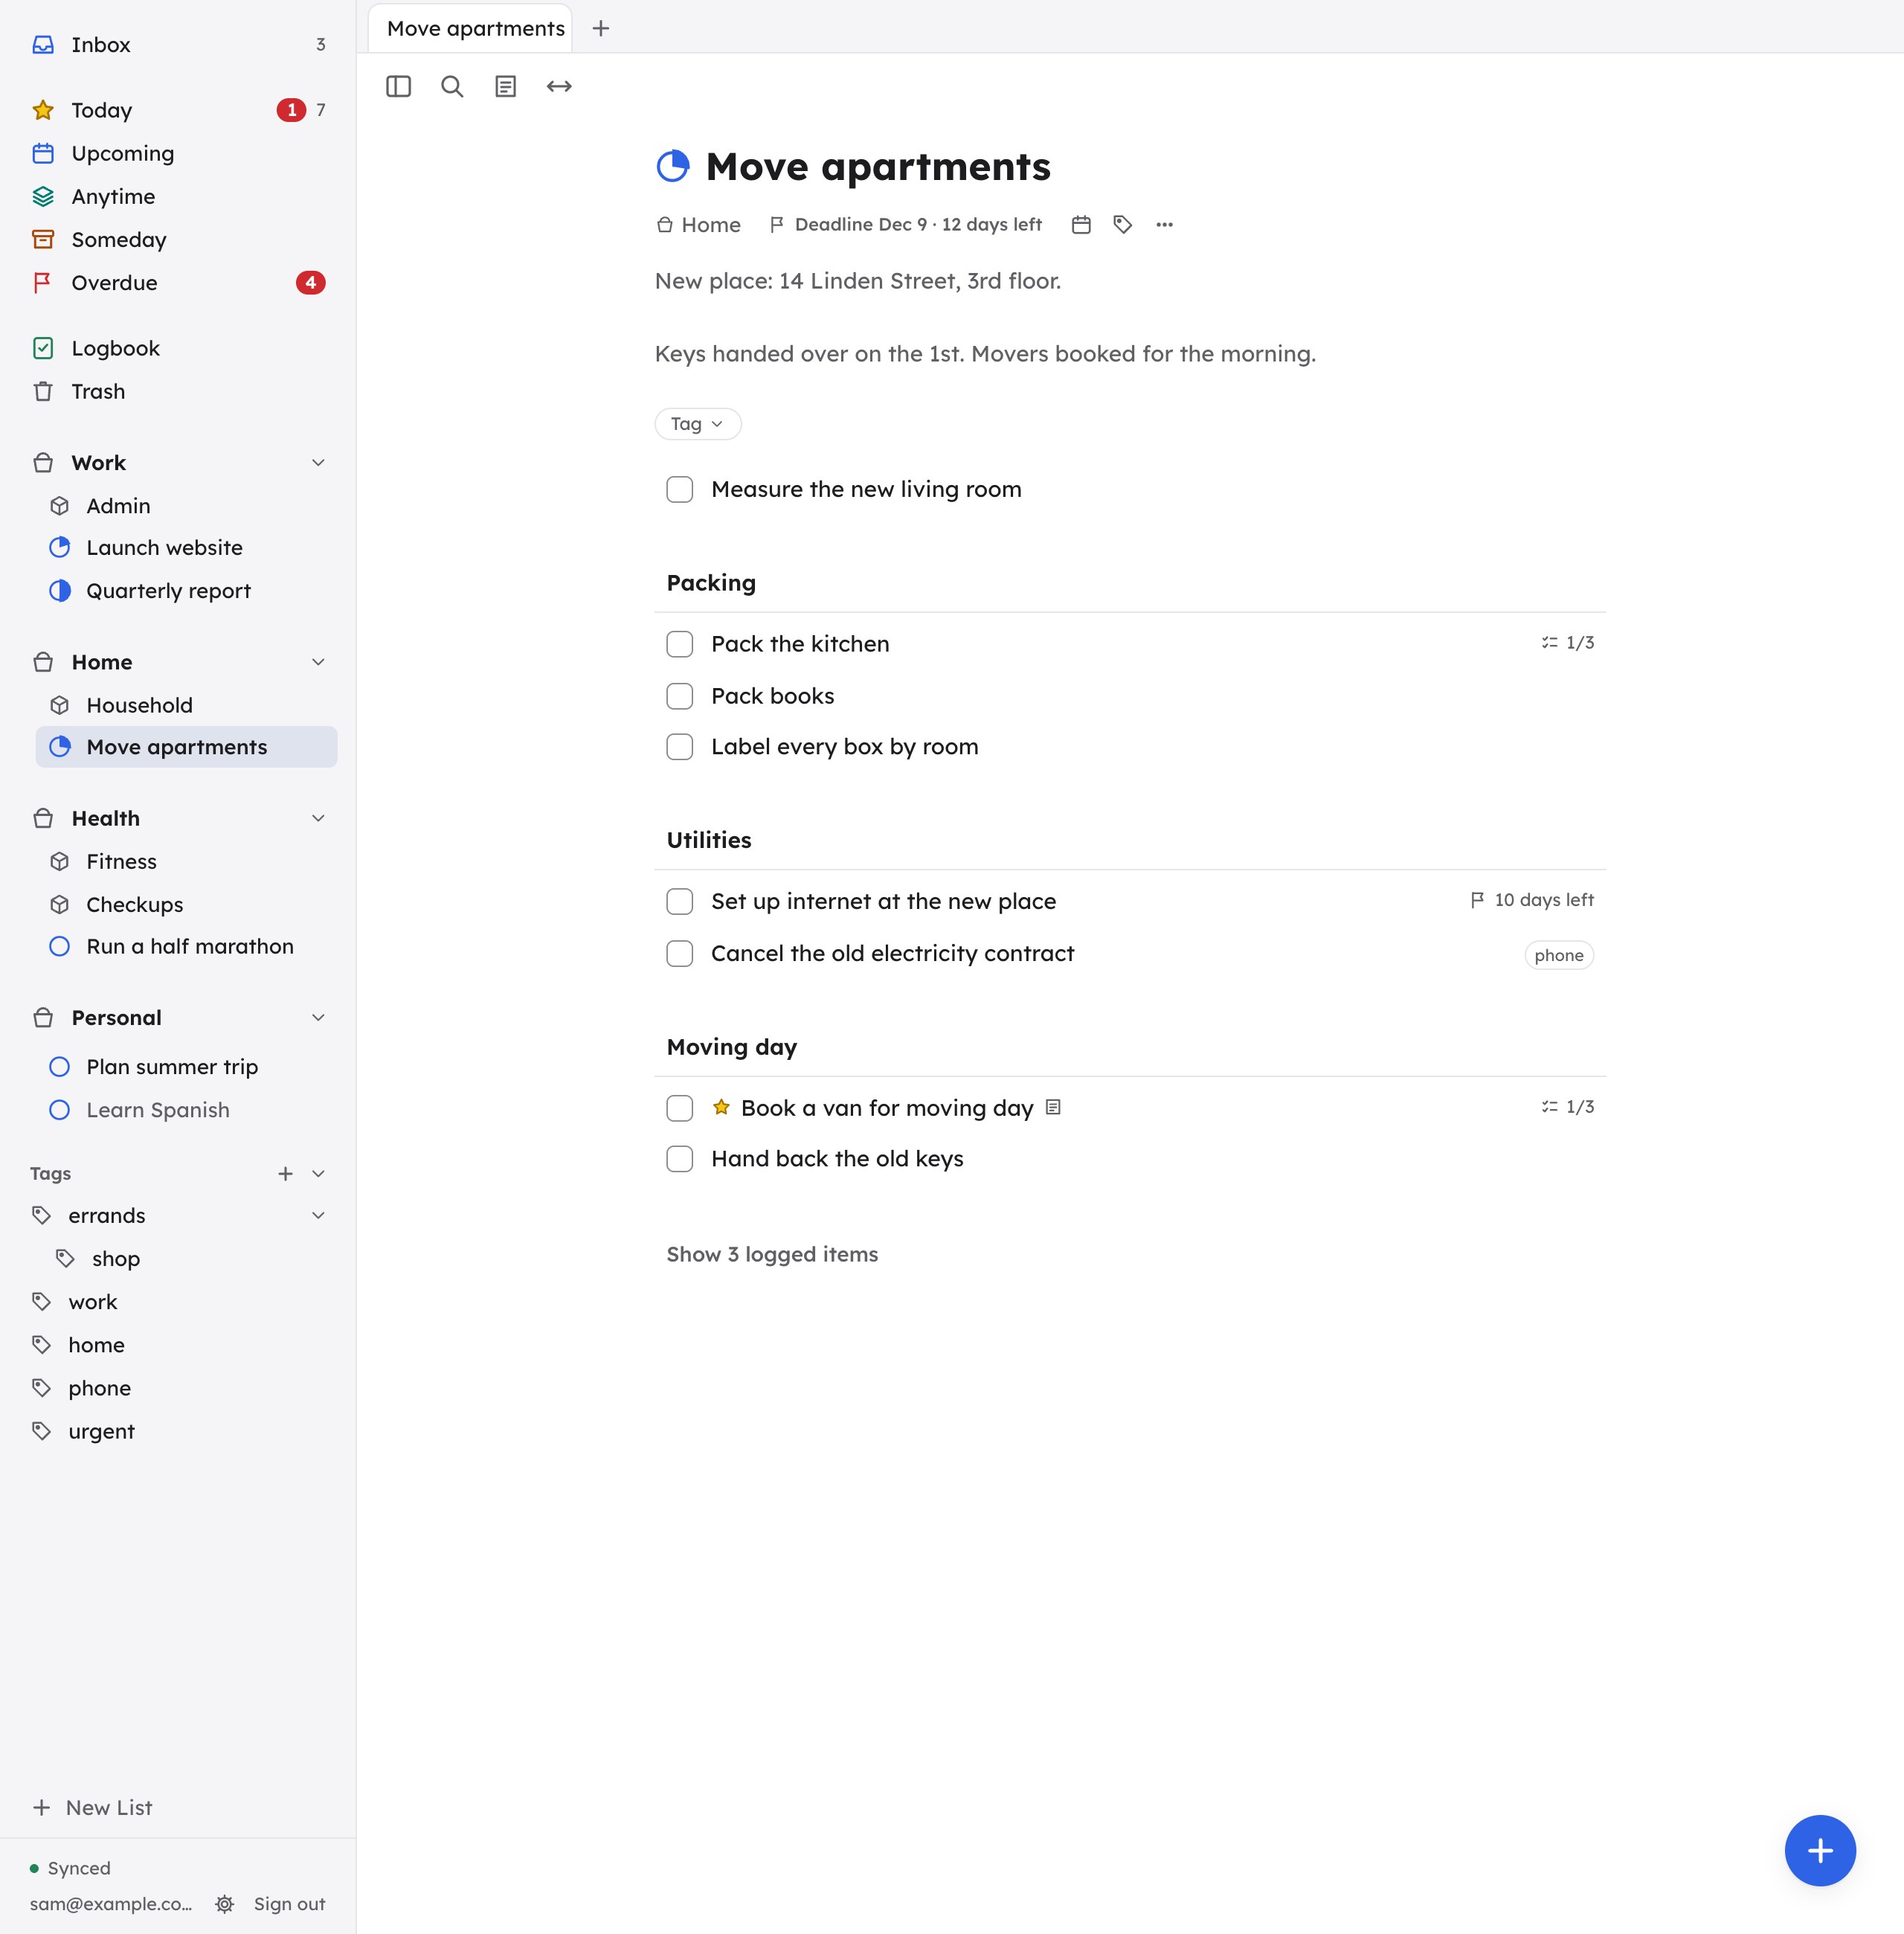 Inbox 3
Today 1 7
Upcoming
Anytime
Someday
Overdue 4
Logbook
Trash
Work
Admin
Launch website
Quarterly report
Home
Household
Move apartments
Health
Fitness
Checkups
Run a half marathon
Personal
Plan summer trip
Learn Spanish
Tags
errands
shop
work
home
phone
urgent
New List
Synced
sam@example.co... Sign out
Move apartments
Move apartments
Home Deadline Dec 9 · 12 days left
New place: 14 Linden Street, 3rd floor.
Keys handed over on the 1st. Movers booked for the morning.
Tag
Measure the new living room
Packing
Pack the kitchen 1/3
Pack books
Label every box by room
Utilities
Set up internet at the new place 10 days left
Cancel the old electricity contract phone
Moving day
Book a van for moving day 1/3
Hand back the old keys
Show 3 logged items